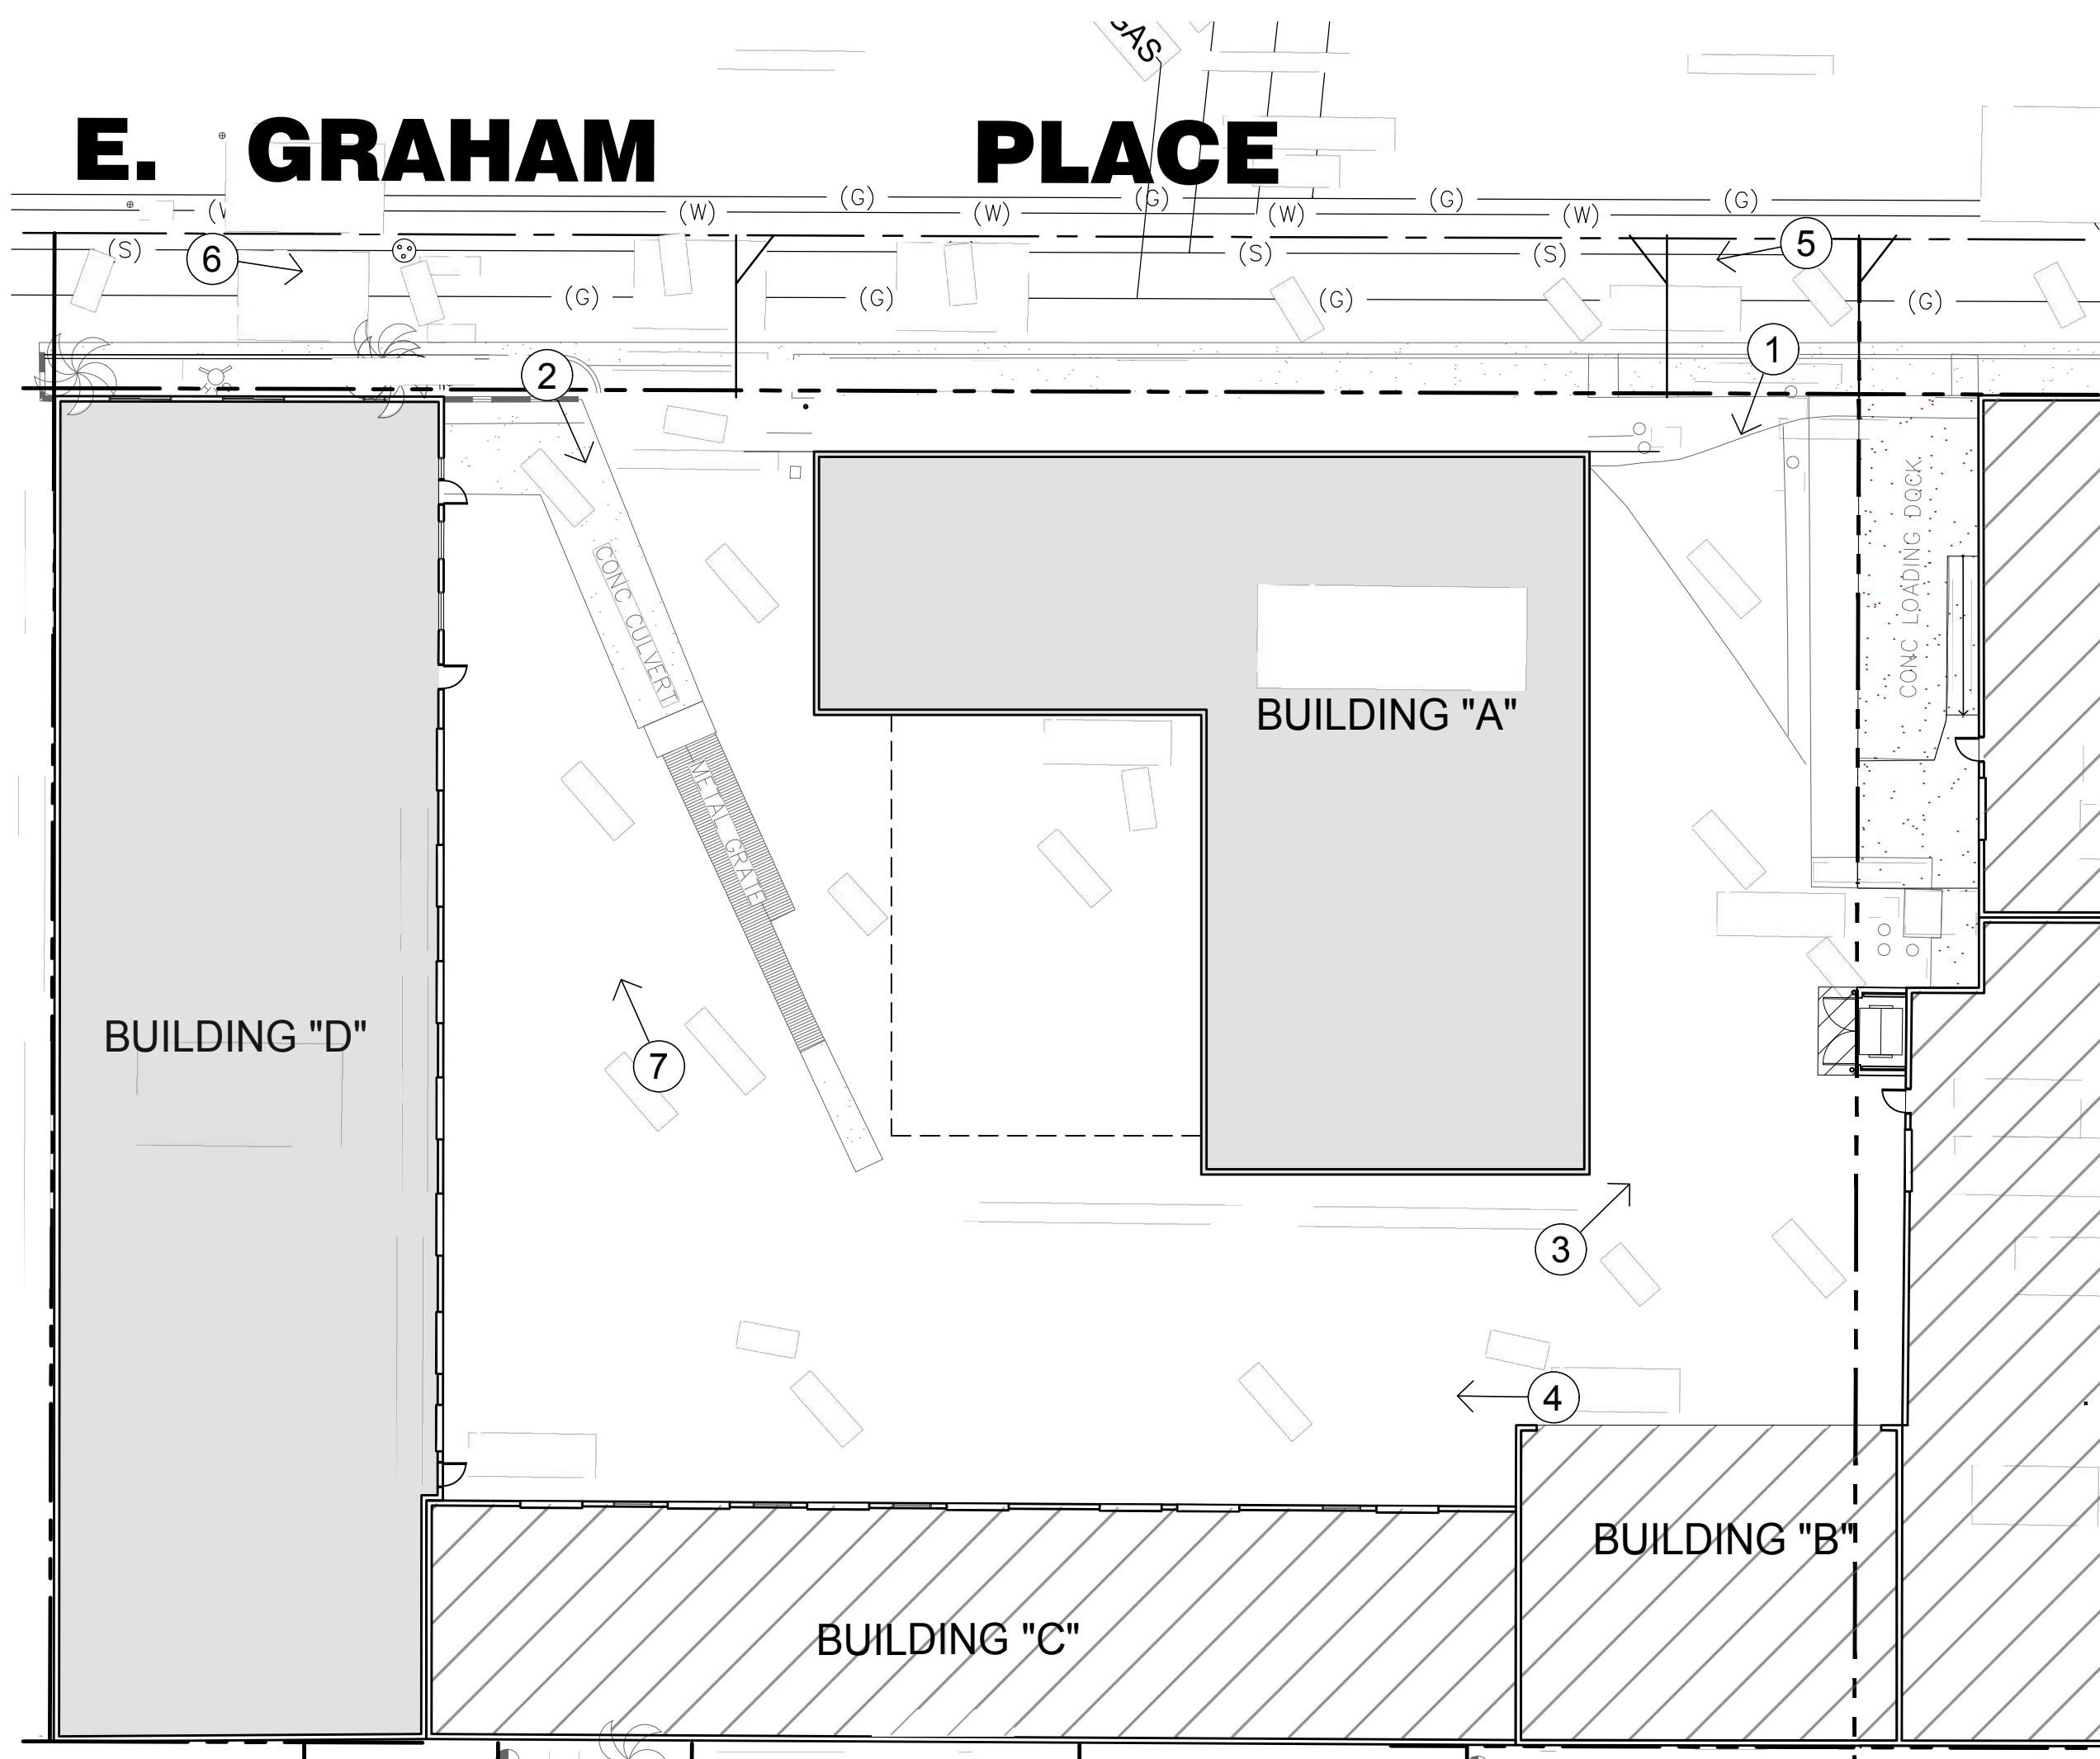 GAS
E. GRAHAM PLACE
(G) (G) (G) (G)
(W) (W) (W) (W)
(S) (S) (S)
6
5
(G) (G) (G) (G)
1
2
CONC CULVERT
CONC LOADING DOCK
BUILDING "A"
METAL GRATE
BUILDING "D"
7
3
4
BUILDING "B"
BUILDING "C"